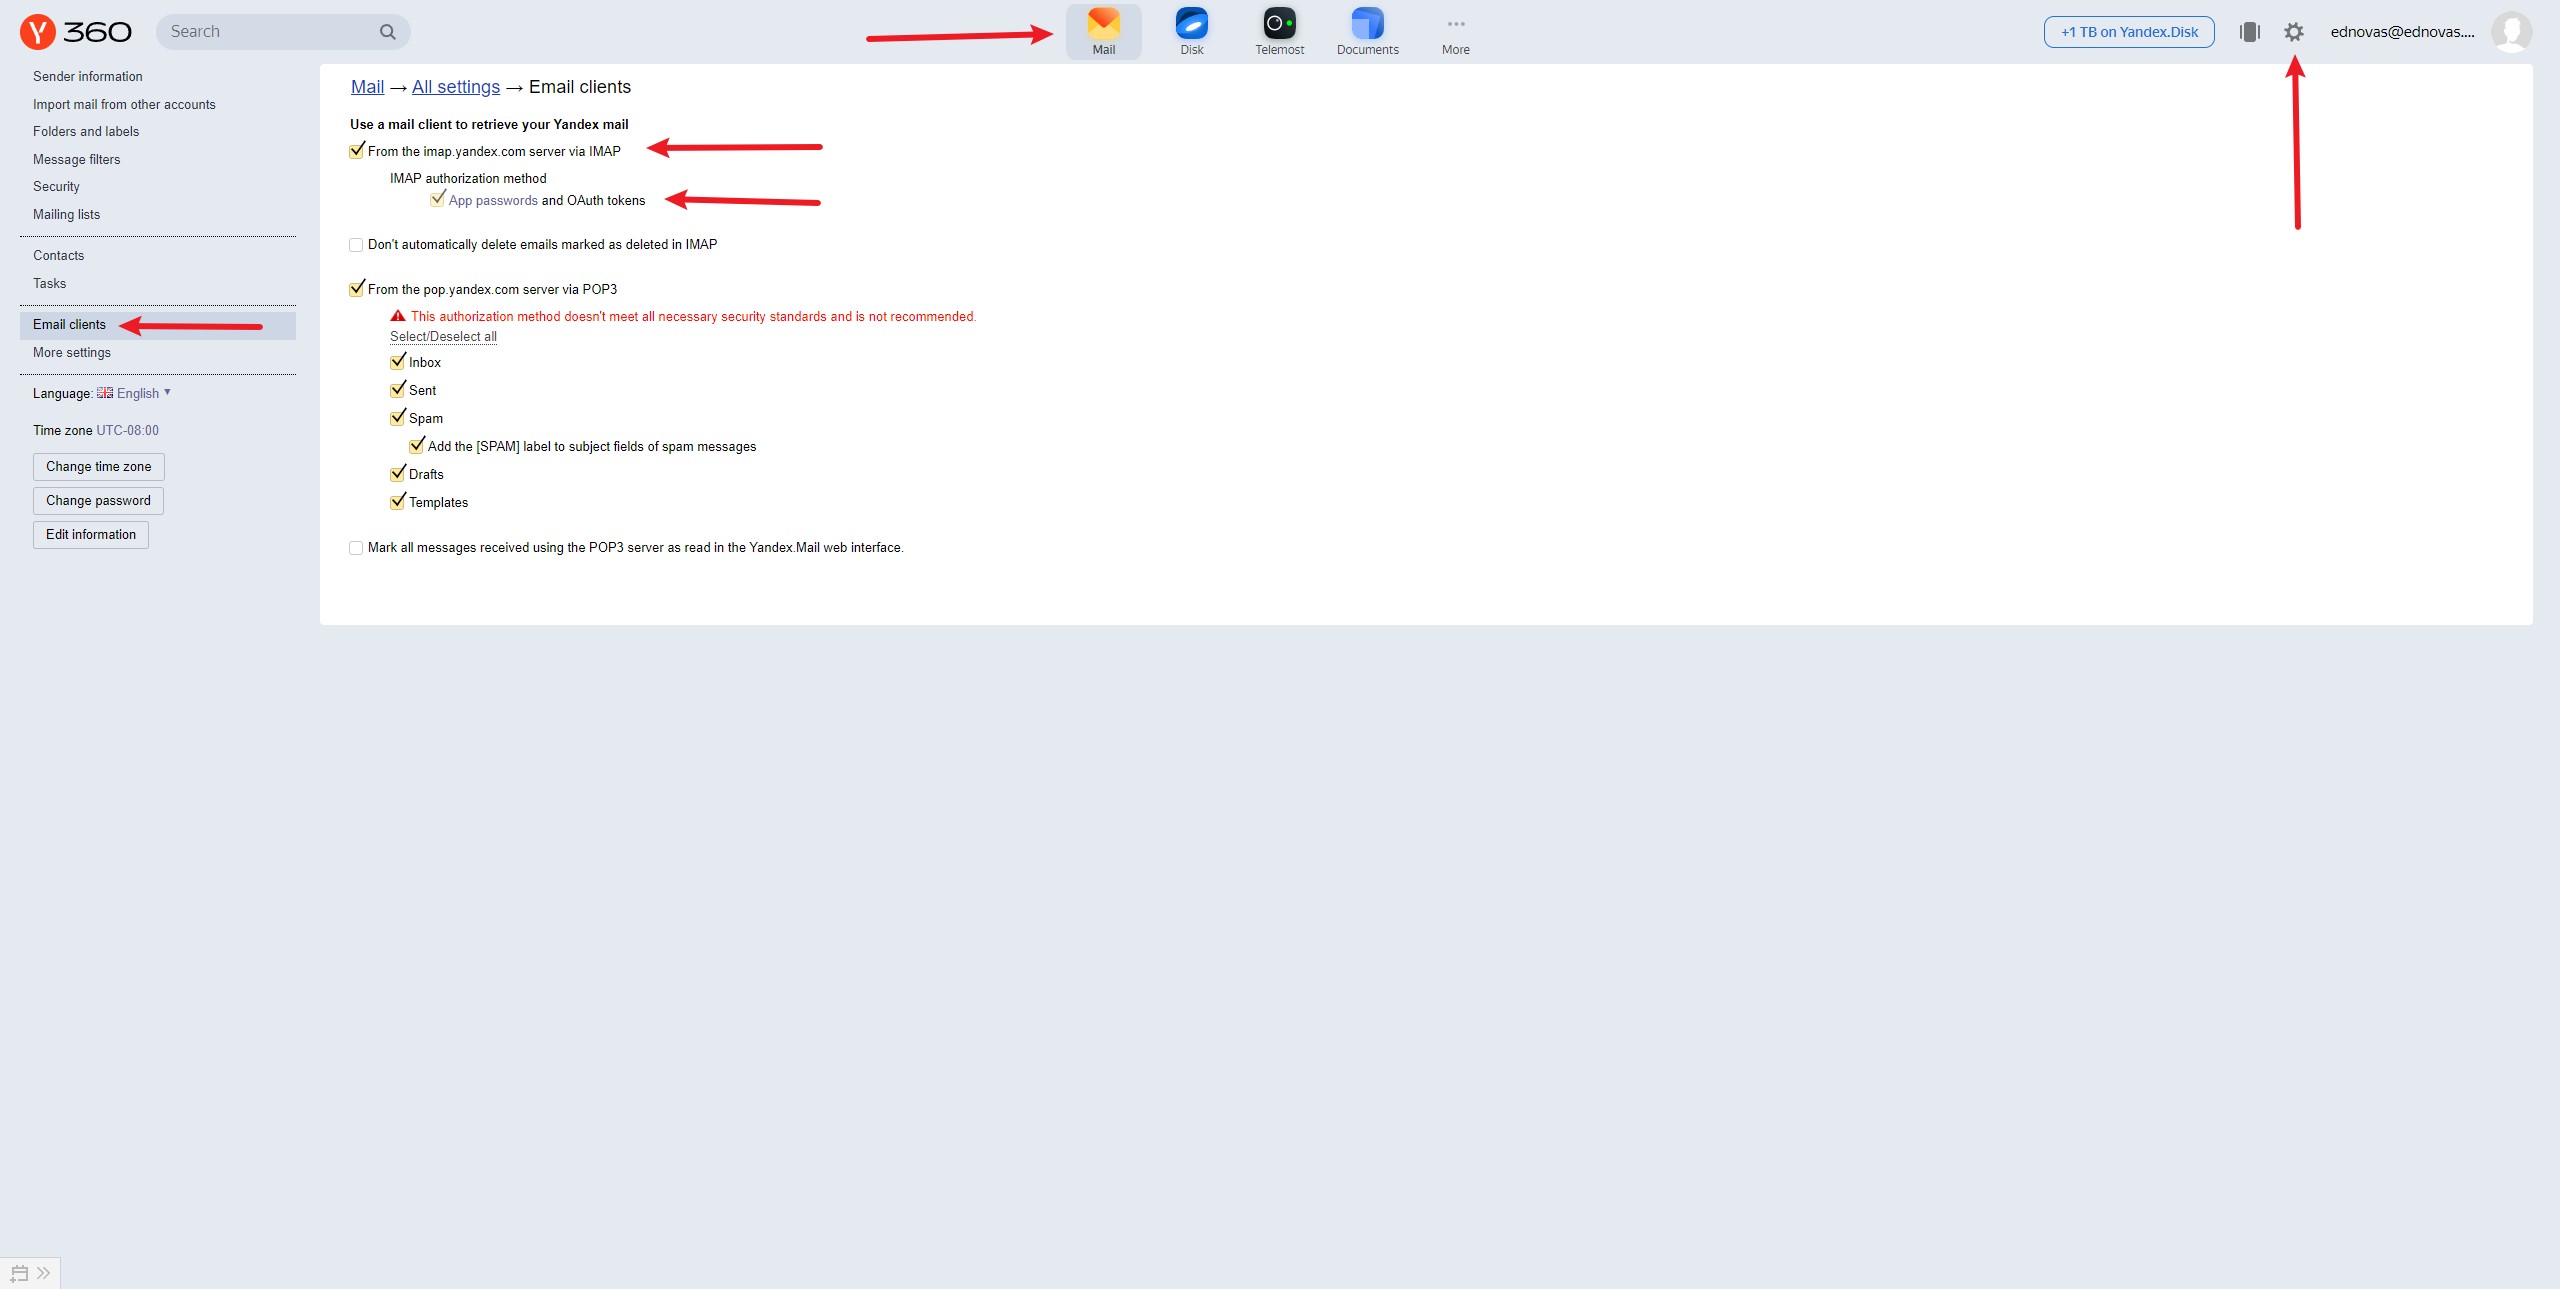 360
Search
Mail
Disk
Telemost
Documents
More
+1 TB on Yandex.Disk
ednovas@ednovas....
Sender information
Import mail from other accounts
Folders and labels
Message filters
Security
Mailing lists
Contacts
Tasks
Email clients
More settings
Language: English
Time zone UTC-08:00
Change time zone
Change password
Edit information
Mail → All settings → Email clients
Use a mail client to retrieve your Yandex mail
From the imap.yandex.com server via IMAP
IMAP authorization method
App passwords and OAuth tokens
Don't automatically delete emails marked as deleted in IMAP
From the pop.yandex.com server via POP3
This authorization method doesn't meet all necessary security standards and is not recommended.
Select/Deselect all
Inbox
Sent
Spam
Add the [SPAM] label to subject fields of spam messages
Drafts
Templates
Mark all messages received using the POP3 server as read in the Yandex.Mail web interface.